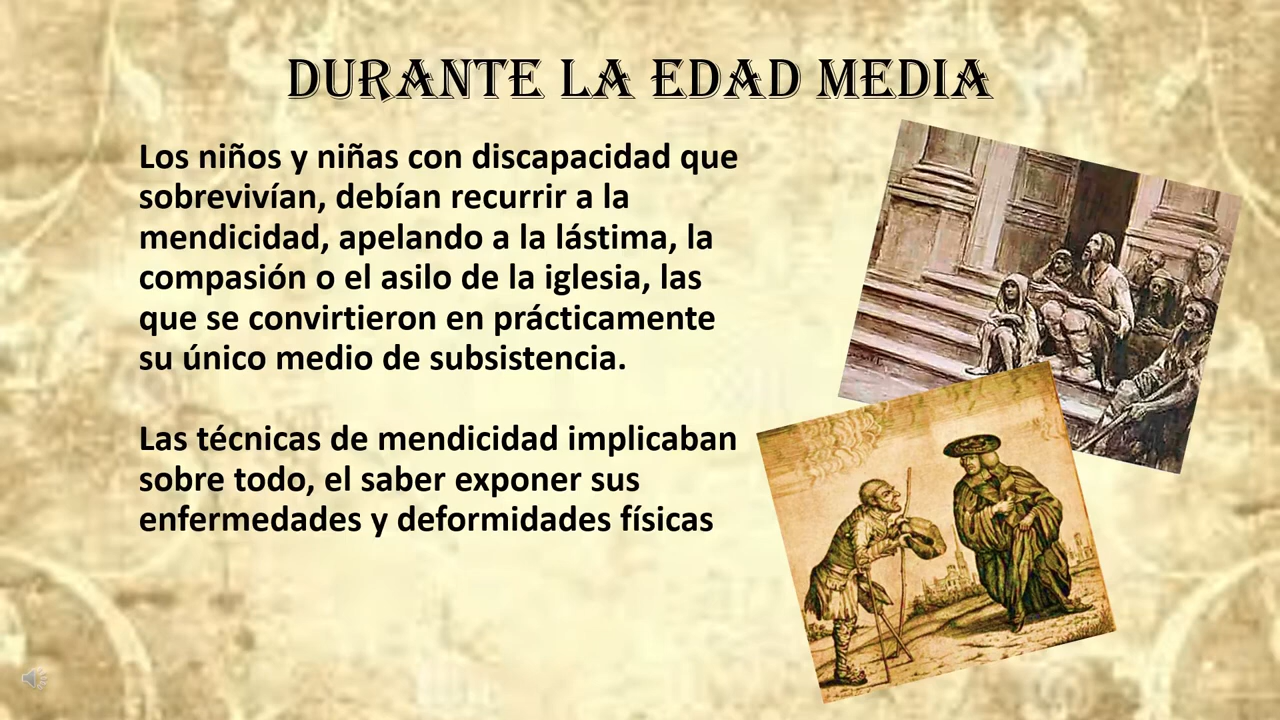 DURANTE LA EDAD MEDIA
Los niños y niñas con discapacidad que
sobrevivían, debían recurrir a la
mendicidad, apelando a la lástima, la
compasión o el asilo de la iglesia, las
que se convirtieron en prácticamente
su único medio de subsistencia.
Las técnicas de mendicidad implicaban
sobre todo, el saber exponer sus
enfermedades y deformidades físicas